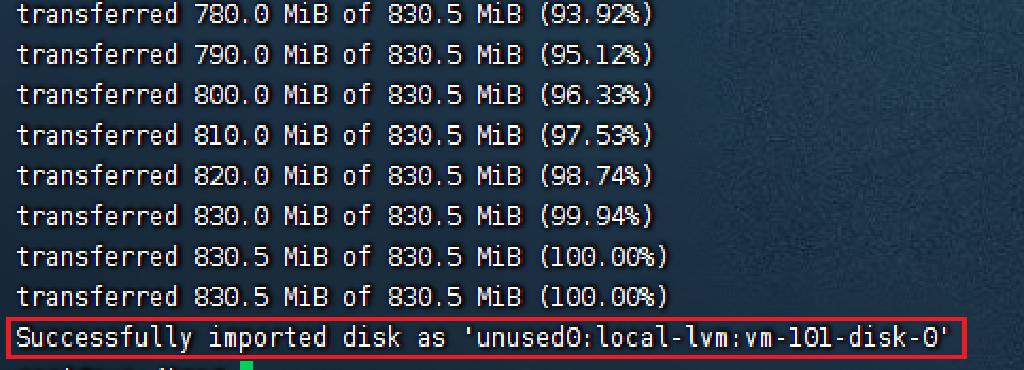 transferred 780.0 MiB of 830.5 MiB (93.92%)
transferred 790.0 MiB of 830.5 MiB (95.12%)
transferred 800.0 MiB of 830.5 MiB (96.33%)
transferred 810.0 MiB of 830.5 MiB (97.53%)
transferred 820.0 MiB of 830.5 MiB (98.74%)
transferred 830.0 MiB of 830.5 MiB (99.94%)
transferred 830.5 MiB of 830.5 MiB (100.00%)
transferred 830.5 MiB of 830.5 MiB (100.00%)
Successfully imported disk as 'unused0:local-lvm:vm-101-disk-0'